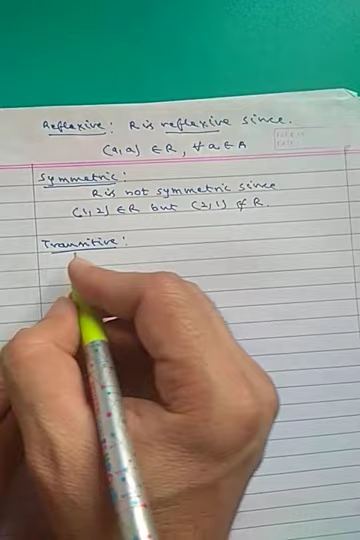 Reflexive: R is reflexive since.
(a,a) ∈ R, ∀ a ∈ A
Symmetric:
R is not symmetric since
(1,2) ∈ R but (2,1) ∉ R.
Transitive: